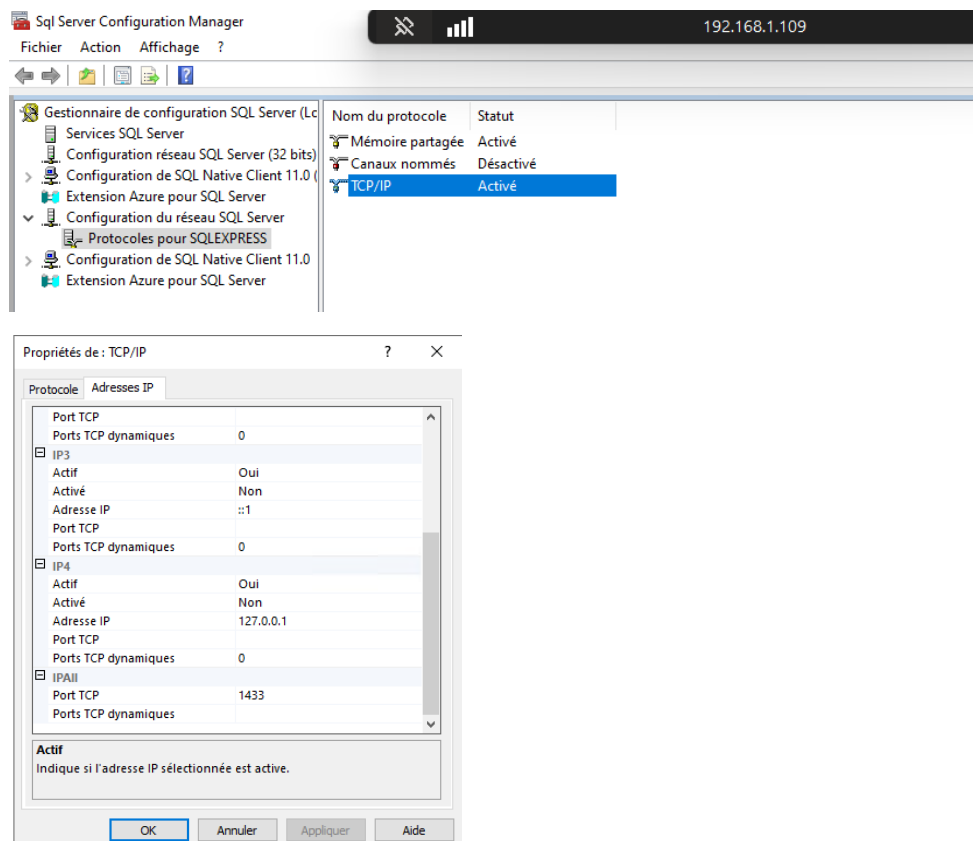 Sql Server Configuration Manager
192.168.1.109
Fichier Action Affichage ?
Gestionnaire de configuration SQL Server (Lc
Services SQL Server
Configuration réseau SQL Server (32 bits)
Configuration de SQL Native Client 11.0 (
Extension Azure pour SQL Server
Configuration du réseau SQL Server
Protocoles pour SQLEXPRESS
Configuration de SQL Native Client 11.0
Extension Azure pour SQL Server
Nom du protocole Statut
Mémoire partagée Activé
Canaux nommés Désactivé
TCP/IP Activé
Propriétés de : TCP/IP ?
Protocole Adresses IP
Port TCP
Ports TCP dynamiques 0
IP3
Actif Oui
Activé Non
Adresse IP ::1
Port TCP
Ports TCP dynamiques 0
IP4
Actif Oui
Activé Non
Adresse IP 127.0.0.1
Port TCP
Ports TCP dynamiques 0
IPAll
Port TCP 1433
Ports TCP dynamiques
Actif
Indique si l'adresse IP sélectionnée est active.
OK Annuler Appliquer Aide